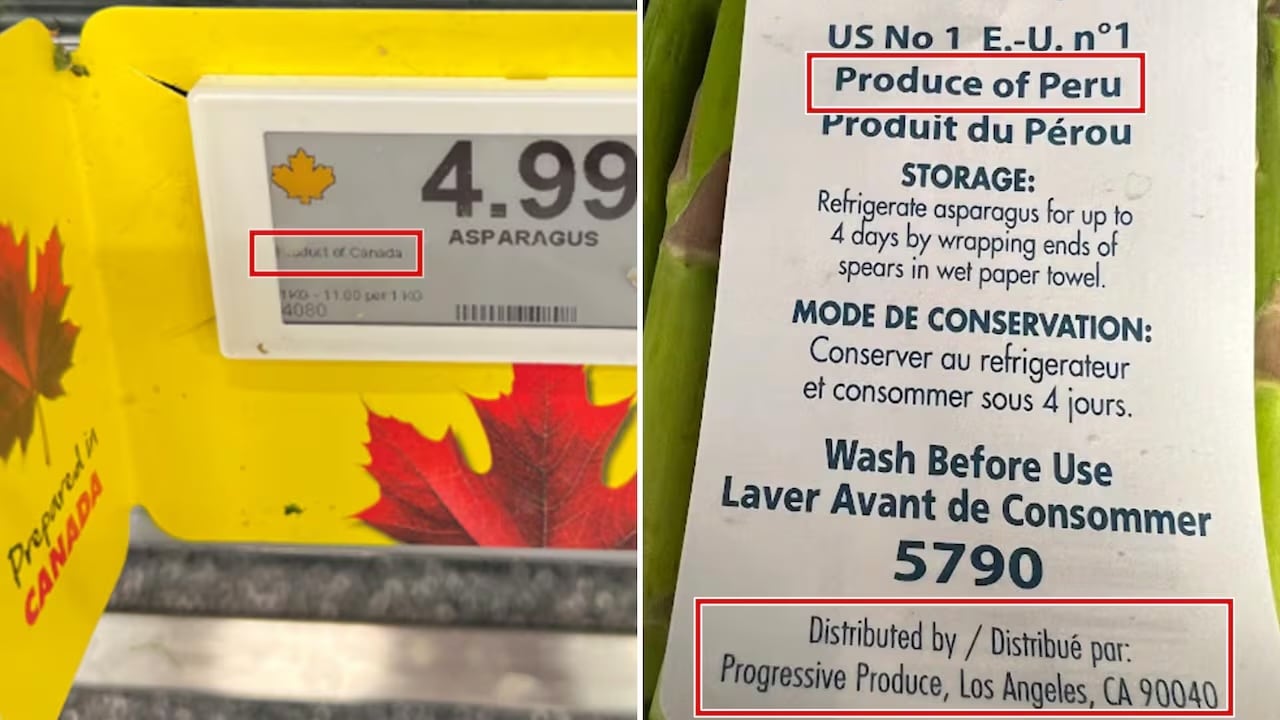 Prepared in
CANADA
4.99
ASPARAGUS
of Canada
1KG - 11.00 per 1 KG
4080
US No 1 E.-U. n°1
Produce of Peru
Produit du Pérou
STORAGE:
Refrigerate asparagus for up to
4 days by wrapping ends of
spears in wet paper towel.
MODE DE CONSERVATION:
Conserver au refrigerateur
et consommer sous 4 jours.
Wash Before Use
Laver Avant de Consommer
5790
Distributed by / Distribué par:
Progressive Produce, Los Angeles, CA 90040